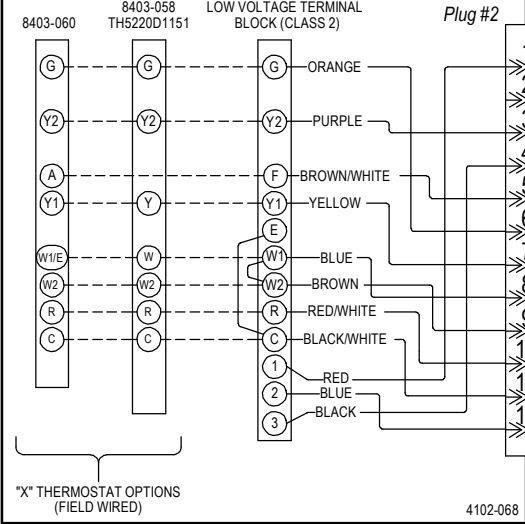 8403-060
8403-058
TH5220D1151
LOW VOLTAGE TERMINAL
BLOCK (CLASS 2)
Plug #2
G G G ORANGE
Y2 Y2 Y2 PURPLE
A F BROWN/WHITE
Y1 Y Y1 YELLOW
E
W1/E W W1 BLUE
W2 W2 W2 BROWN
R R R RED/WHITE
C C C BLACK/WHITE
1 RED
2 BLUE
3 BLACK
"X" THERMOSTAT OPTIONS
(FIELD WIRED)
4102-068